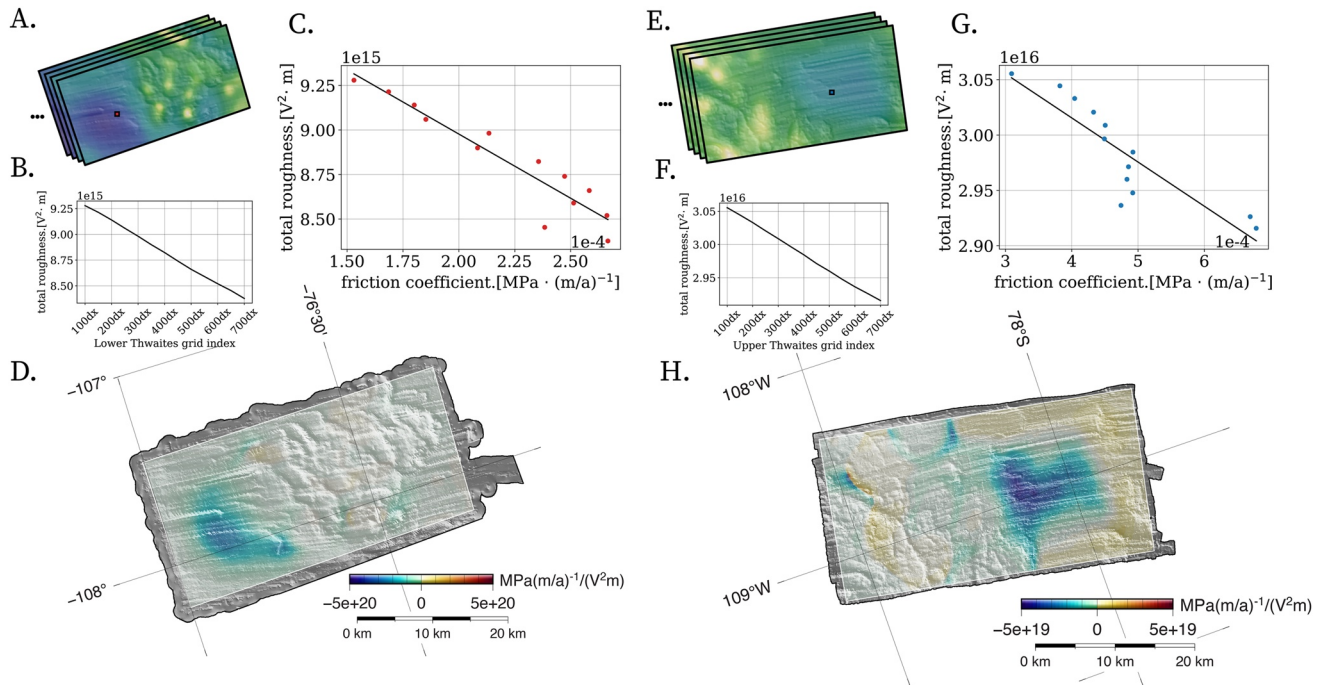 A.
...
B.
1e15
total roughness.[V²· m]
9.25
9.00
8.75
8.50
100dx
200dx
300dx
400dx
500dx
600dx
700dx
Lower Thwaites grid index
C.
1e15
total roughness.[V²· m]
9.25
9.00
8.75
8.50
1e-4
1.50
1.75
2.00
2.25
2.50
friction coefficient.[MPa · (m/a)⁻¹]
D.
−76°30'
−107°
−108°
MPa(m/a)⁻¹/(V²m)
−5e+20
0
5e+20
0 km
10 km
20 km
E.
...
F.
1e16
total roughness.[V²· m]
3.05
3.00
2.95
100dx
200dx
300dx
400dx
500dx
600dx
700dx
Upper Thwaites grid index
G.
1e16
total roughness.[V²· m]
3.05
3.00
2.95
2.90
1e-4
3
4
5
6
friction coefficient.[MPa · (m/a)⁻¹]
H.
78°S
108°W
109°W
MPa(m/a)⁻¹/(V²m)
−5e+19
0
5e+19
0 km
10 km
20 km